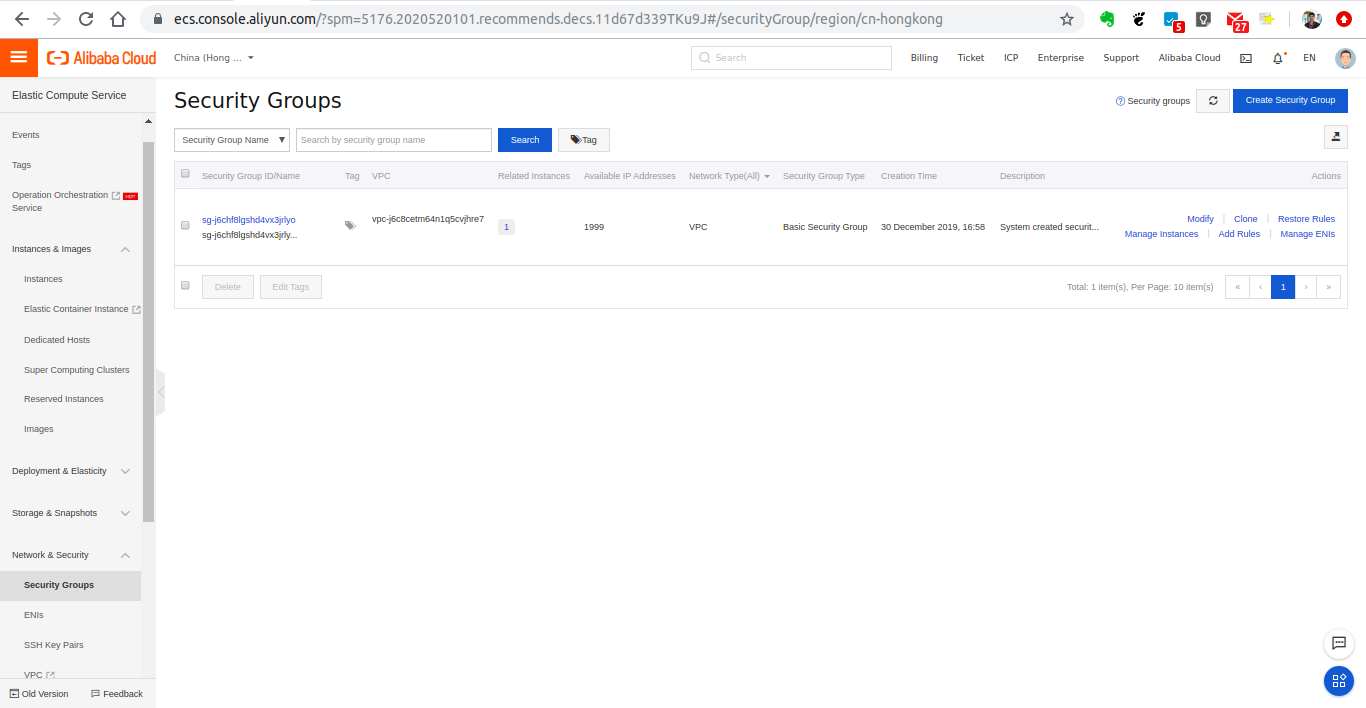 ecs.console.aliyun.com/?spm=5176.2020520101.recommends.decs.11d67d339TKu9J#/securityGroup/region/cn-hongkong
5
27
Alibaba Cloud
China (Hong ...
Search
Billing
Ticket
ICP
Enterprise
Support
Alibaba Cloud
EN
Elastic Compute Service
Events
Tags
Operation Orchestration
Service
HOT
Instances & Images
Instances
Elastic Container Instance
Dedicated Hosts
Super Computing Clusters
Reserved Instances
Images
Deployment & Elasticity
Storage & Snapshots
Network & Security
Security Groups
ENIs
SSH Key Pairs
VPC
Old Version
Feedback
Security Groups
Security groups
Create Security Group
Security Group Name
Search by security group name
Search
Tag
Security Group ID/Name
Tag
VPC
Related Instances
Available IP Addresses
Network Type(All)
Security Group Type
Creation Time
Description
Actions
sg-j6chf8lgshd4vx3jrlyo
sg-j6chf8lgshd4vx3jrly...
vpc-j6c8cetm64n1q5cvjhre7
1
1999
VPC
Basic Security Group
30 December 2019, 16:58
System created securit...
Modify | Clone | Restore Rules
Manage Instances | Add Rules | Manage ENIs
Delete
Edit Tags
Total: 1 item(s), Per Page: 10 item(s)
« ‹ 1 › »